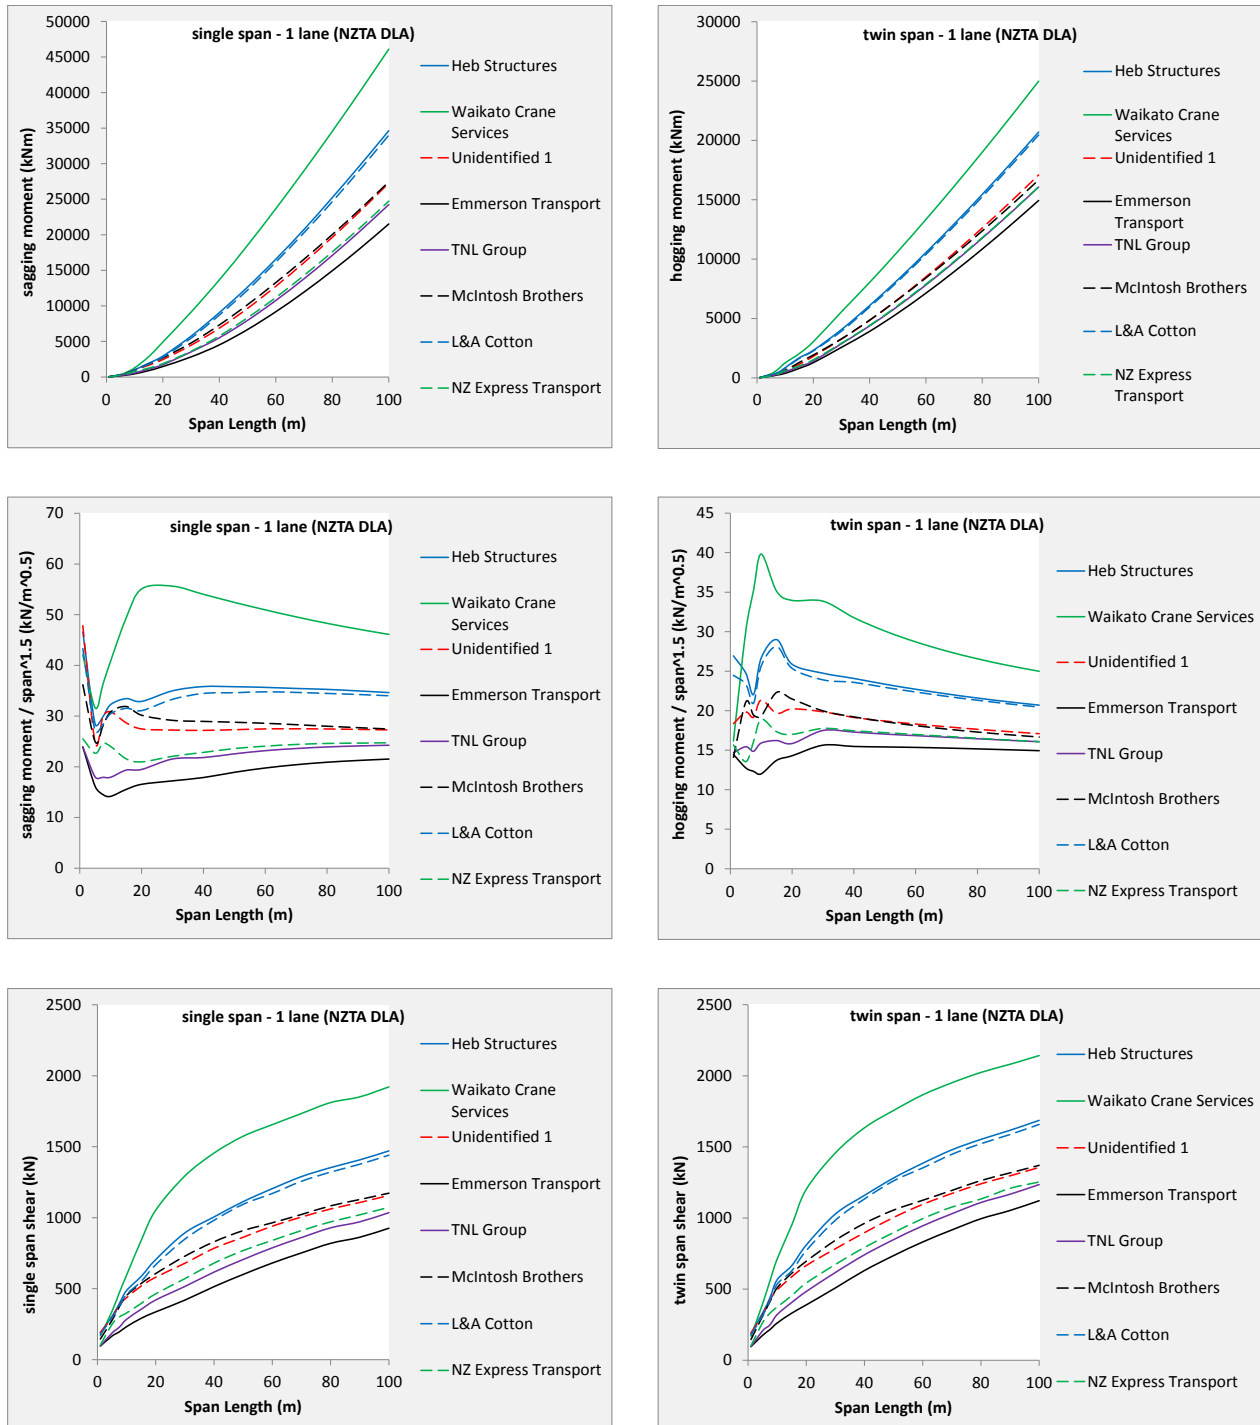 single span - 1 lane (NZTA DLA)
sagging moment (kNm)
50000
45000
40000
35000
30000
25000
20000
15000
10000
5000
0
0 20 40 60 80 100
Span Length (m)
Heb Structures
Waikato Crane
Services
Unidentified 1
Emmerson Transport
TNL Group
McIntosh Brothers
L&A Cotton
NZ Express Transport
twin span - 1 lane (NZTA DLA)
hogging moment (kNm)
30000
25000
20000
15000
10000
5000
0
0 20 40 60 80 100
Span Length (m)
Heb Structures
Waikato Crane
Services
Unidentified 1
Emmerson
Transport
TNL Group
McIntosh Brothers
L&A Cotton
NZ Express
Transport
single span - 1 lane (NZTA DLA)
sagging moment / span^1.5 (kN/m^0.5)
70
60
50
40
30
20
10
0
0 20 40 60 80 100
Span Length (m)
Heb Structures
Waikato Crane
Services
Unidentified 1
Emmerson Transport
TNL Group
McIntosh Brothers
L&A Cotton
NZ Express Transport
twin span - 1 lane (NZTA DLA)
hogging moment / span^1.5 (kN/m^0.5)
45
40
35
30
25
20
15
10
5
0
0 20 40 60 80 100
Span Length (m)
Heb Structures
Waikato Crane Services
Unidentified 1
Emmerson Transport
TNL Group
McIntosh Brothers
L&A Cotton
NZ Express Transport
single span - 1 lane (NZTA DLA)
single span shear (kN)
2500
2000
1500
1000
500
0
0 20 40 60 80 100
Span Length (m)
Heb Structures
Waikato Crane
Services
Unidentified 1
Emmerson Transport
TNL Group
McIntosh Brothers
L&A Cotton
NZ Express Transport
twin span - 1 lane (NZTA DLA)
twin span shear (kN)
2500
2000
1500
1000
500
0
0 20 40 60 80 100
Span Length (m)
Heb Structures
Waikato Crane Services
Unidentified 1
Emmerson Transport
TNL Group
McIntosh Brothers
L&A Cotton
NZ Express Transport